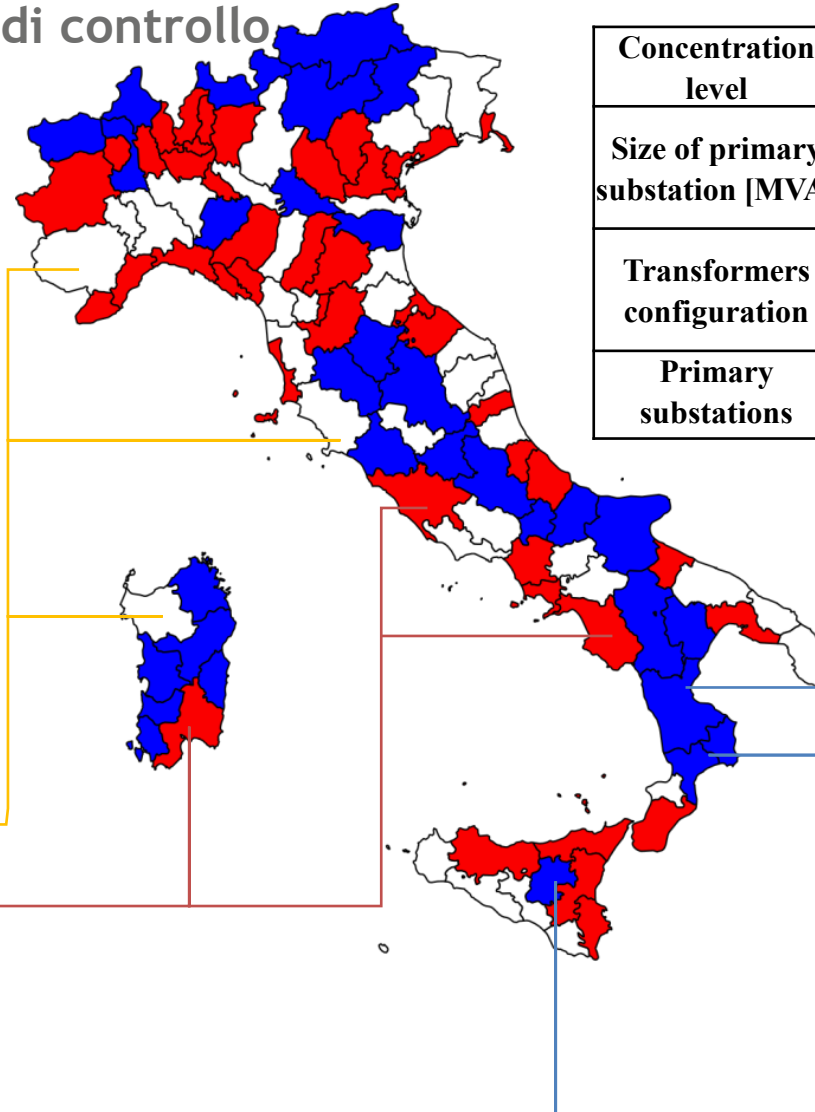 di controllo
Concentration
level
Size of primary
substation [MVA
Transformers
configuration
Primary
substations